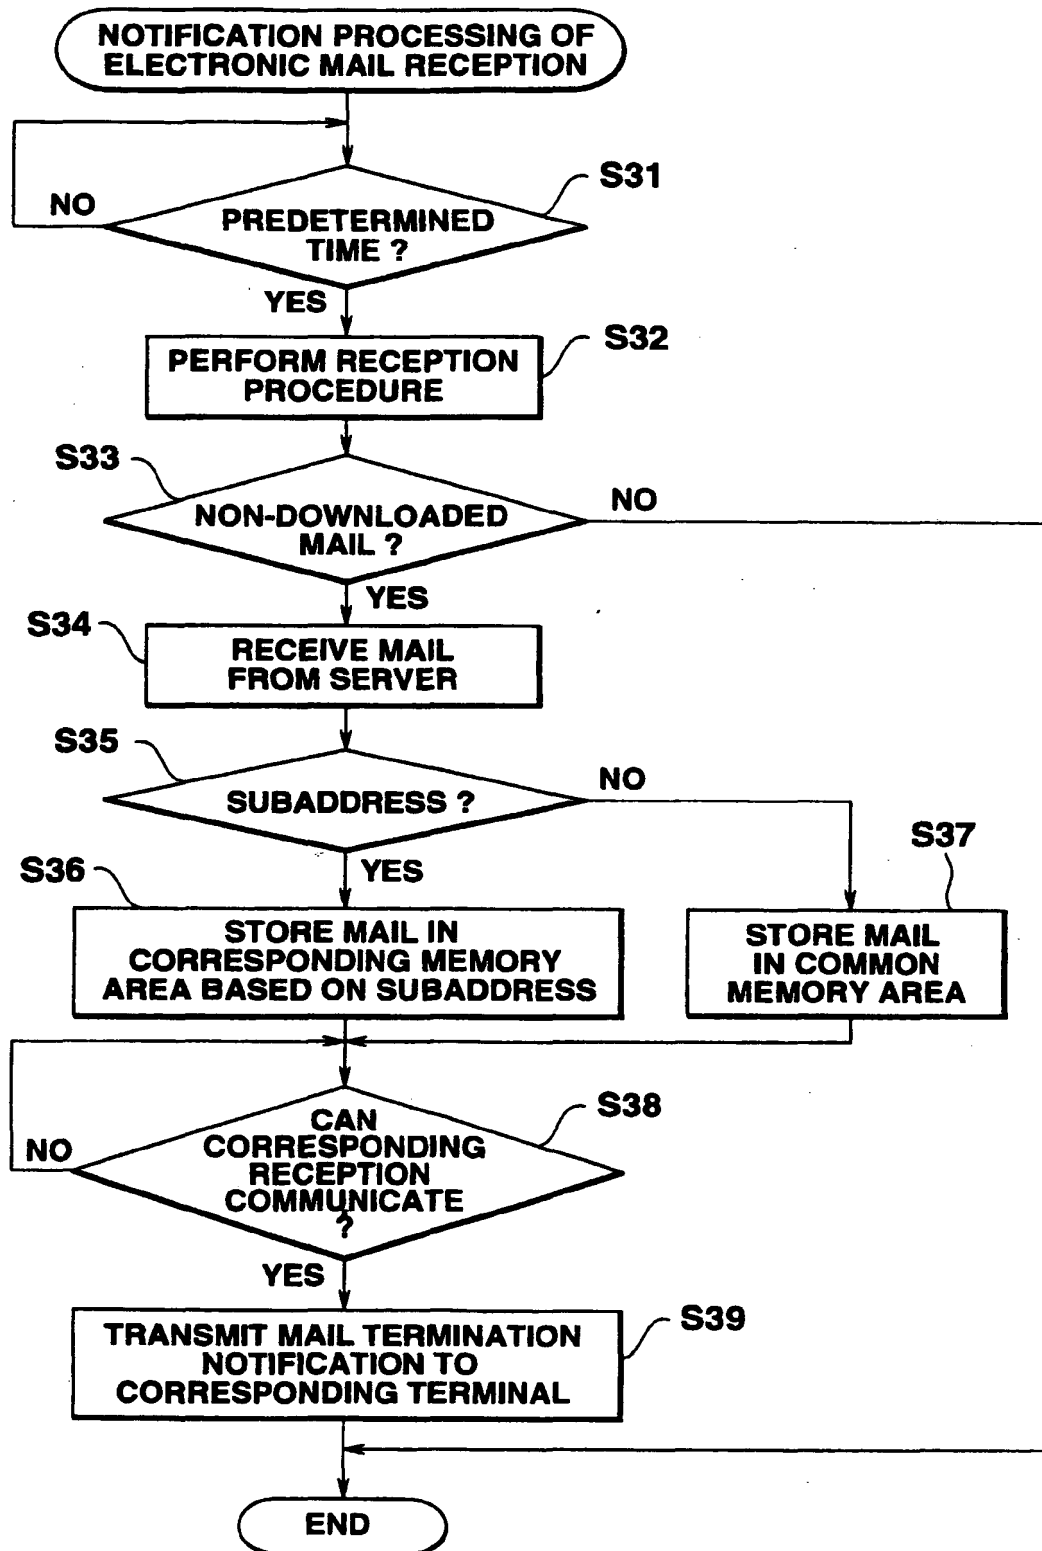 NOTIFICATION PROCESSING OF
ELECTRONIC MAIL RECEPTION
S31
NO
PREDETERMINED
TIME ?
YES
S32
PERFORM RECEPTION
PROCEDURE
S33
NO
NON-DOWNLOADED
MAIL ?
YES
S34
RECEIVE MAIL
FROM SERVER
S35
NO
SUBADDRESS ?
YES
S36
S37
STORE MAIL IN
CORRESPONDING MEMORY
AREA BASED ON SUBADDRESS
STORE MAIL
IN COMMON
MEMORY AREA
S38
NO
CAN
CORRESPONDING
RECEPTION
COMMUNICATE
?
YES
S39
TRANSMIT MAIL TERMINATION
NOTIFICATION TO
CORRESPONDING TERMINAL
END